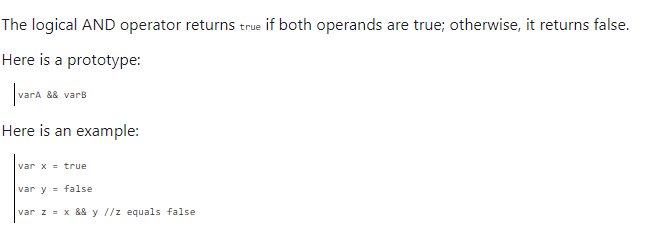 The logical AND operator returns true if both operands are true; otherwise, it returns false.
Here is a prototype:
varA && varB
Here is an example:
var x = true
var y = false
var z = x && y //z equals false